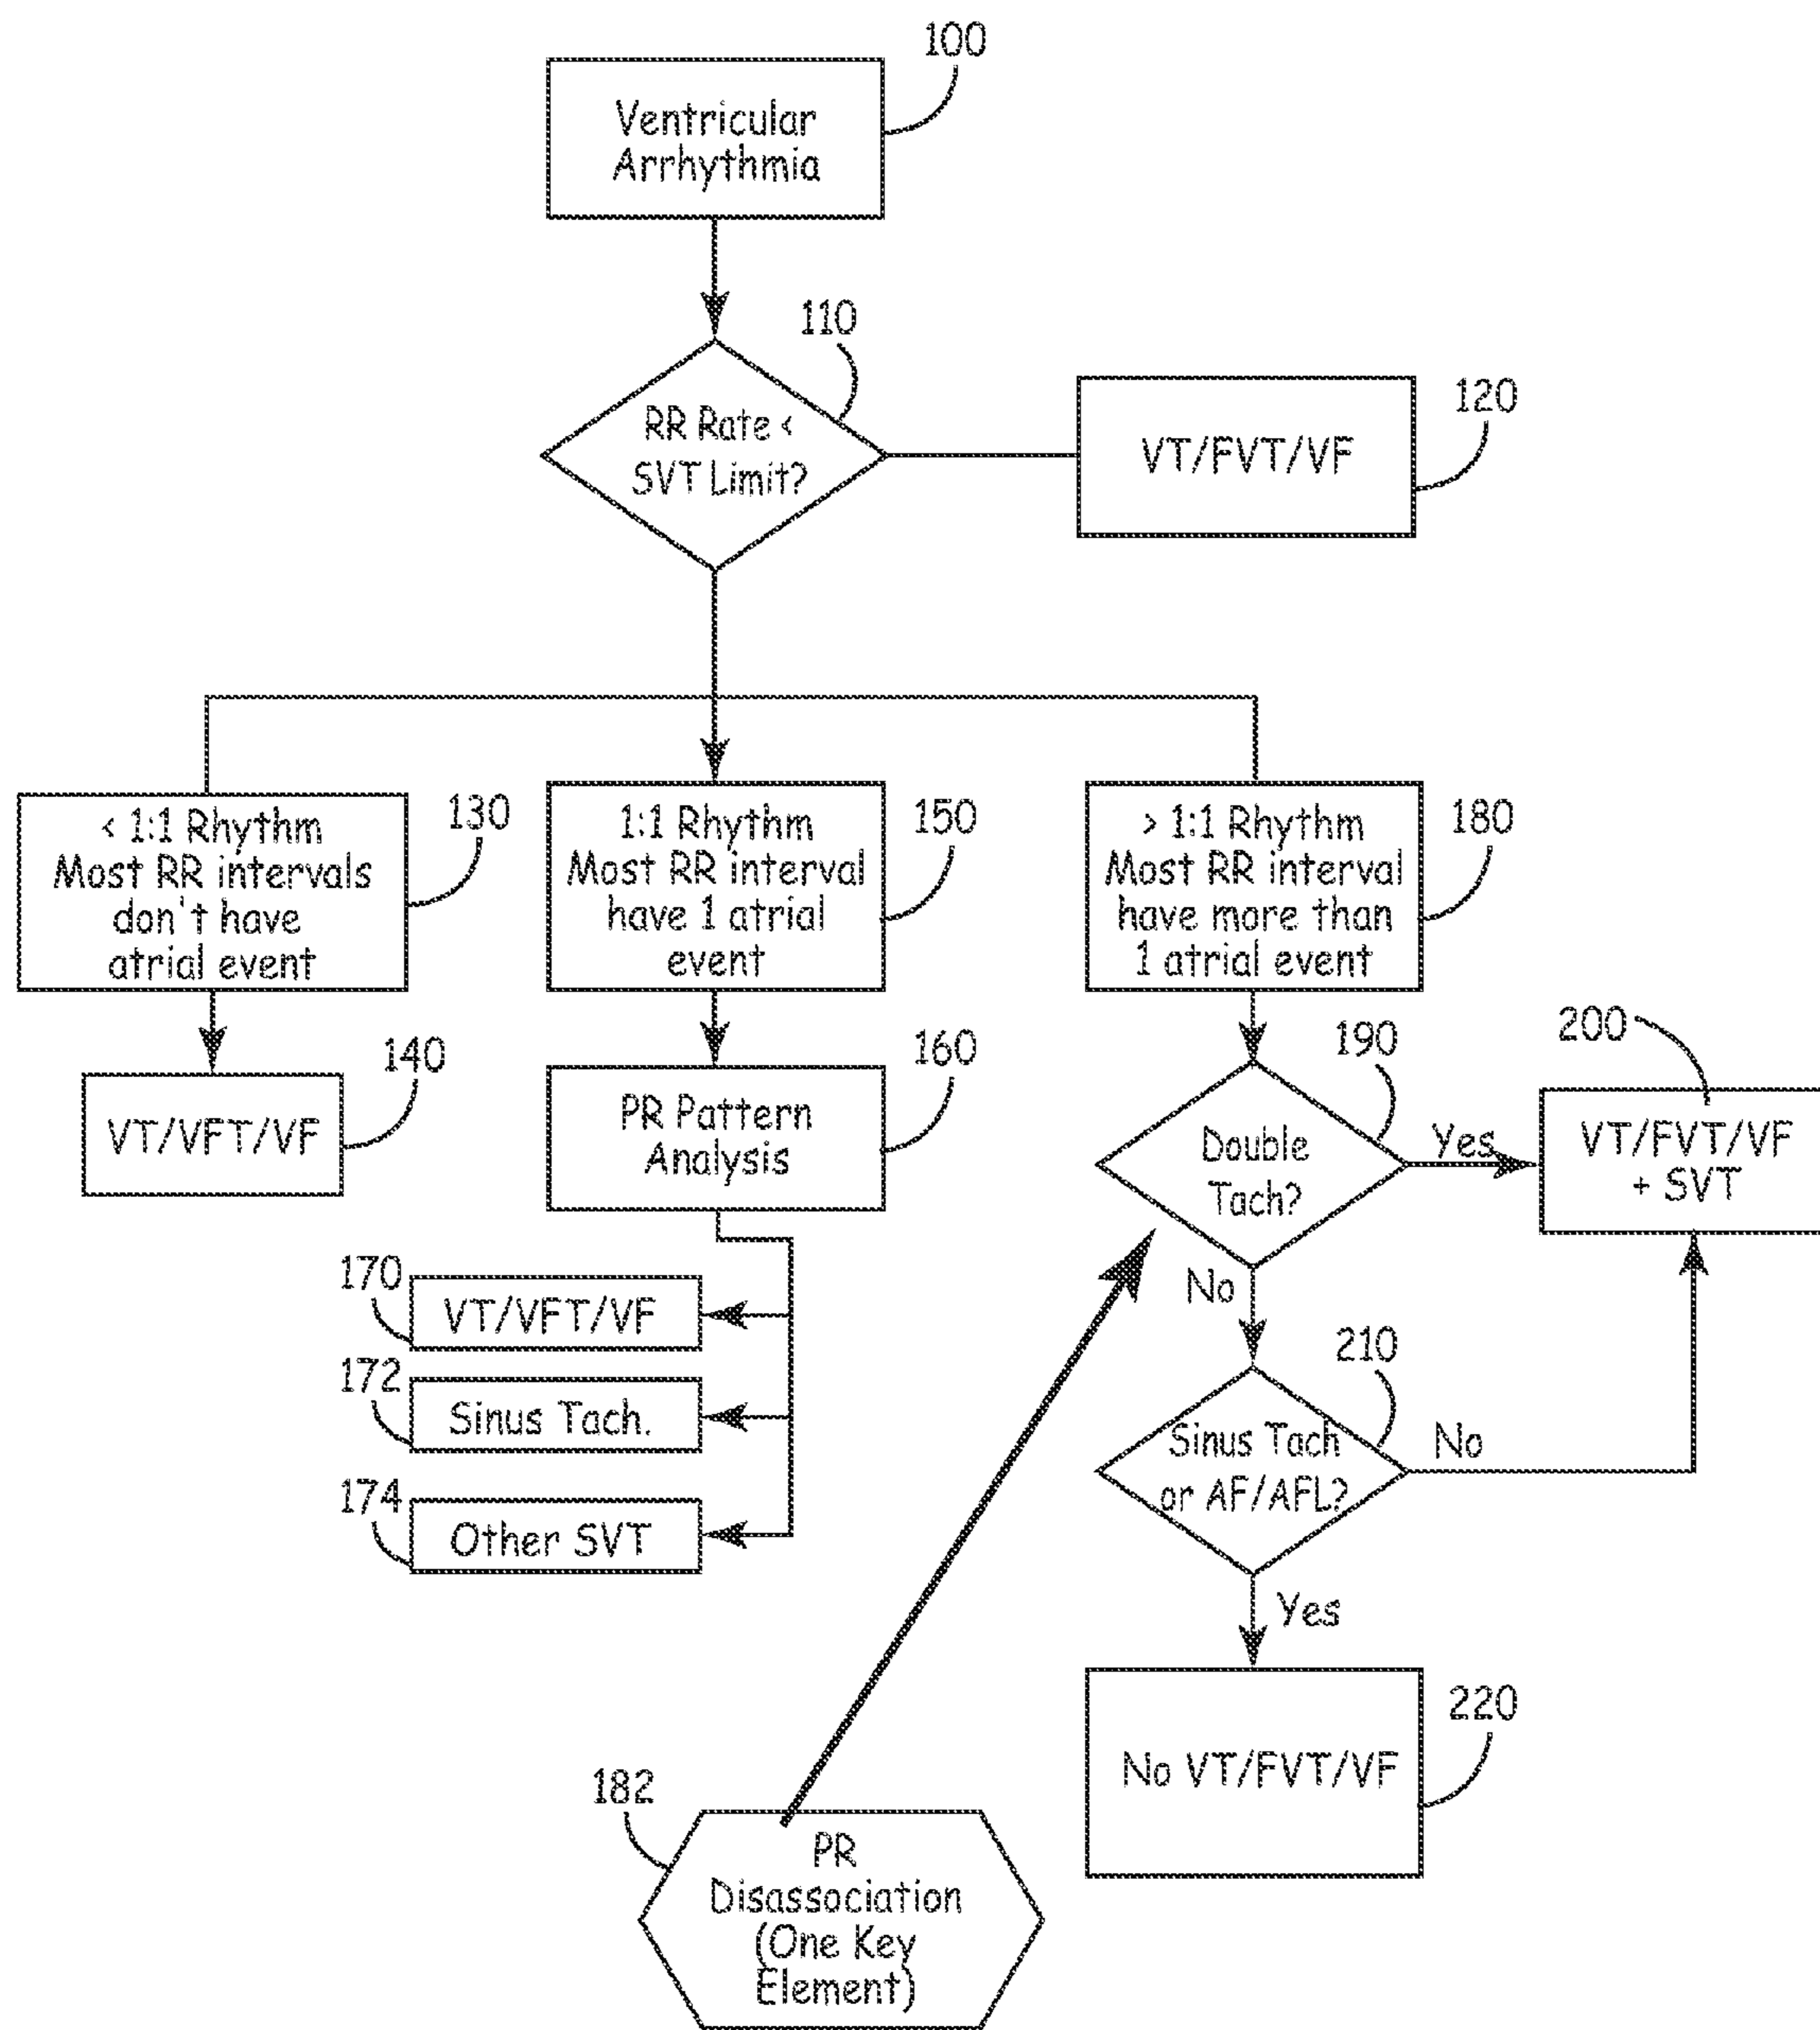 100
Ventricular
Arrhythmia
110
RR Rate <
SVT Limit?
120
VT/FVT/VF
130
< 1:1 Rhythm
Most RR intervals
don't have
atrial event
150
1:1 Rhythm
Most RR interval
have 1 atrial
event
180
> 1:1 Rhythm
Most RR interval
have more than
1 atrial event
140
VT/VFT/VF
160
PR Pattern
Analysis
190
Double
Tach?
Yes
200
VT/FVT/VF
+ SVT
170
VT/VFT/VF
172
Sinus Tach.
174
Other SVT
No
210
Sinus Tach
or AF/AFL?
No
Yes
220
No VT/FVT/VF
182
PR
Disassociation
(One Key
Element)